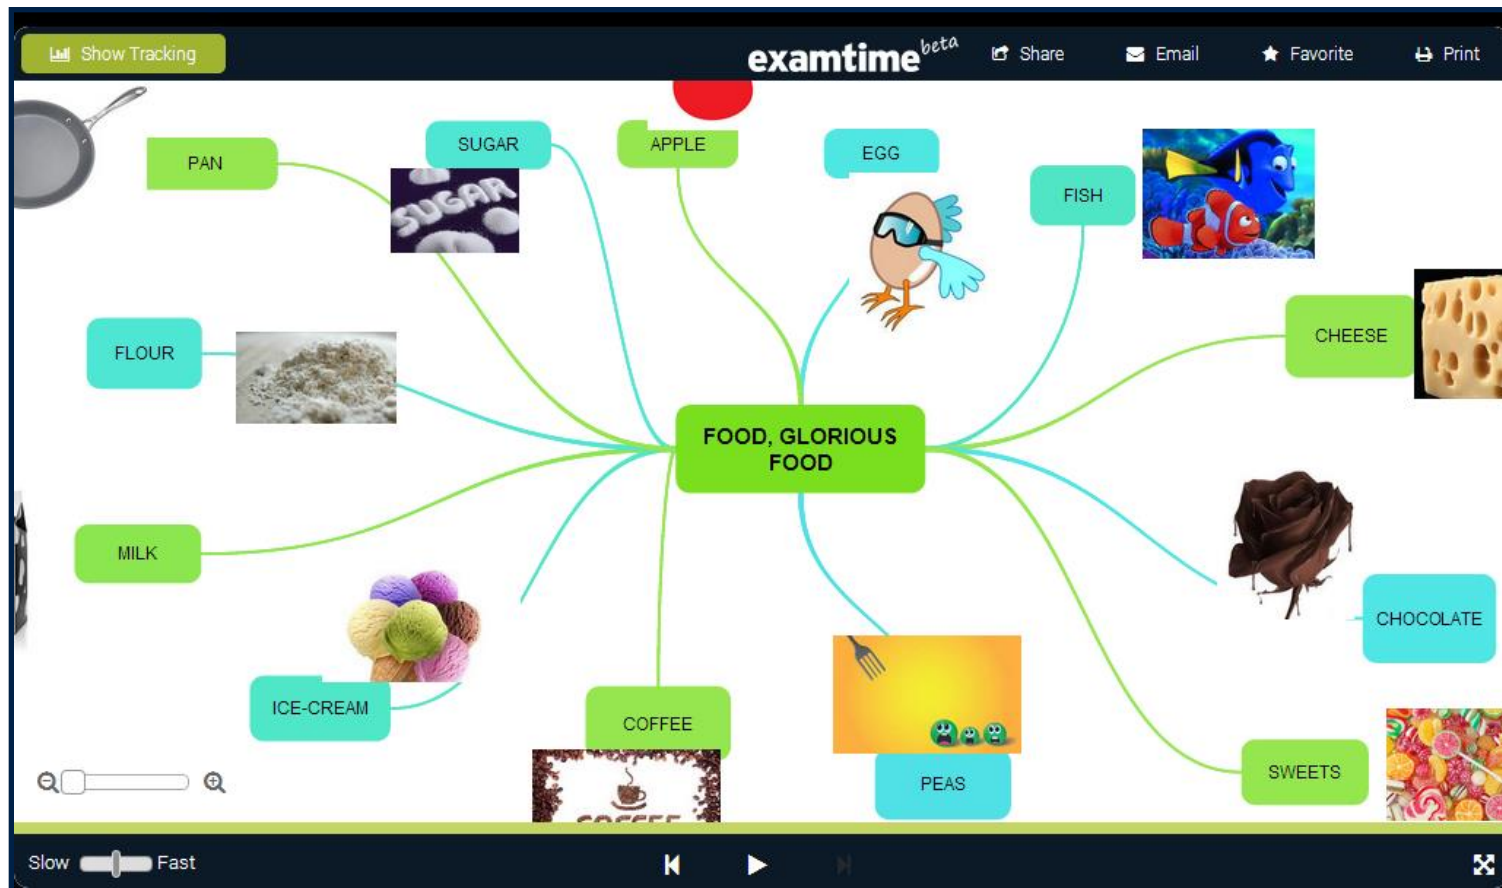 Show Tracking
examtime beta
Share
Email
Favorite
Print
PAN
SUGAR
APPLE
EGG
FISH
SUGAR
FLOUR
CHEESE
FOOD, GLORIOUS
FOOD
MILK
CHOCOLATE
ICE-CREAM
COFFEE
PEAS
SWEETS
COFFEE
Slow
Fast